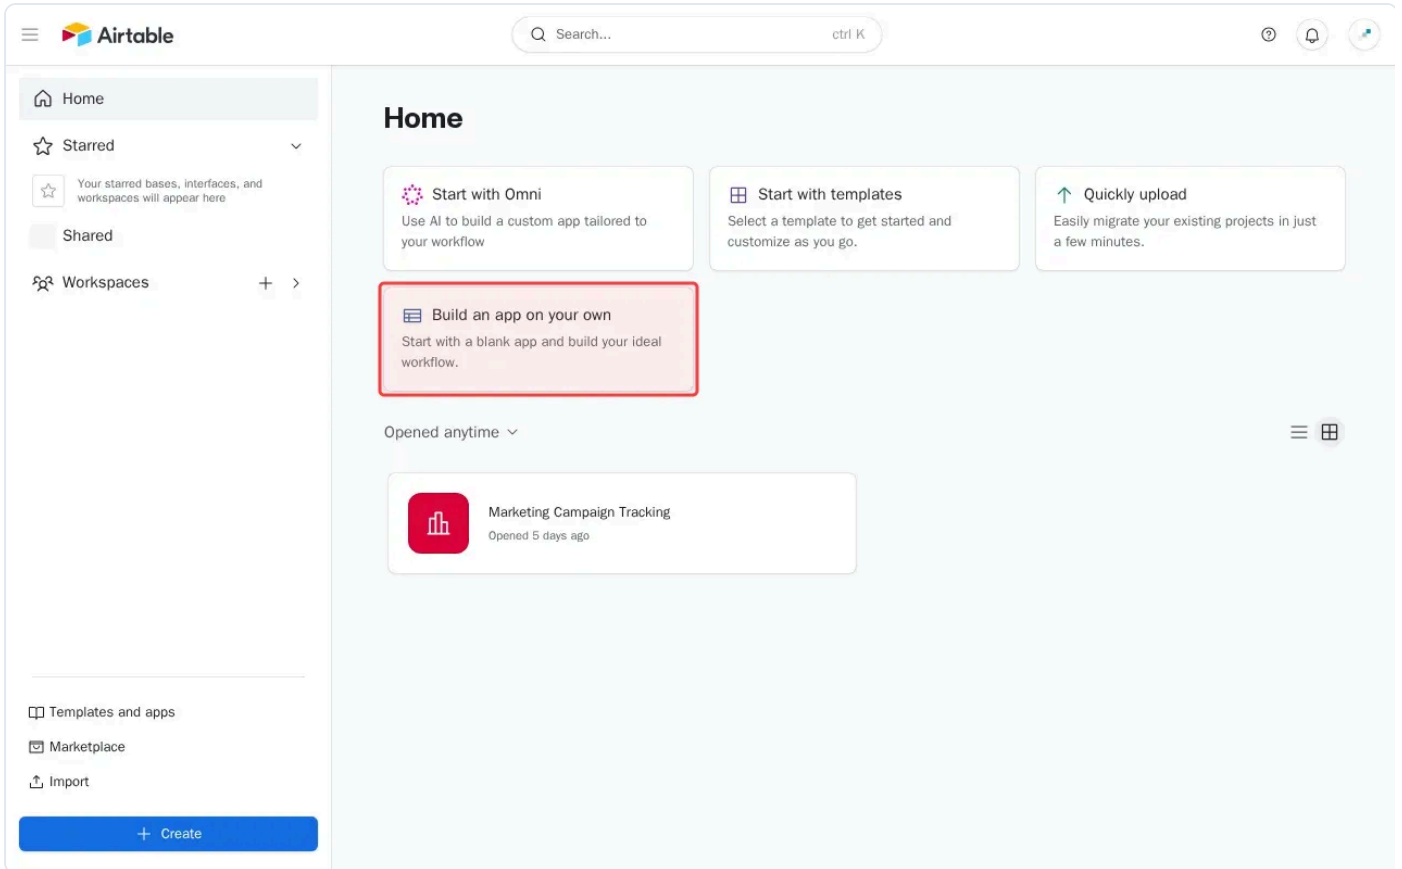 Airtable
Search...
ctrl K
Home
Starred
Your starred bases, interfaces, and
workspaces will appear here
Shared
Workspaces
Templates and apps
Marketplace
Import
Create
Home
Start with Omni
Use AI to build a custom app tailored to
your workflow
Start with templates
Select a template to get started and
customize as you go.
Quickly upload
Easily migrate your existing projects in just
a few minutes.
Build an app on your own
Start with a blank app and build your ideal
workflow.
Opened anytime
Marketing Campaign Tracking
Opened 5 days ago